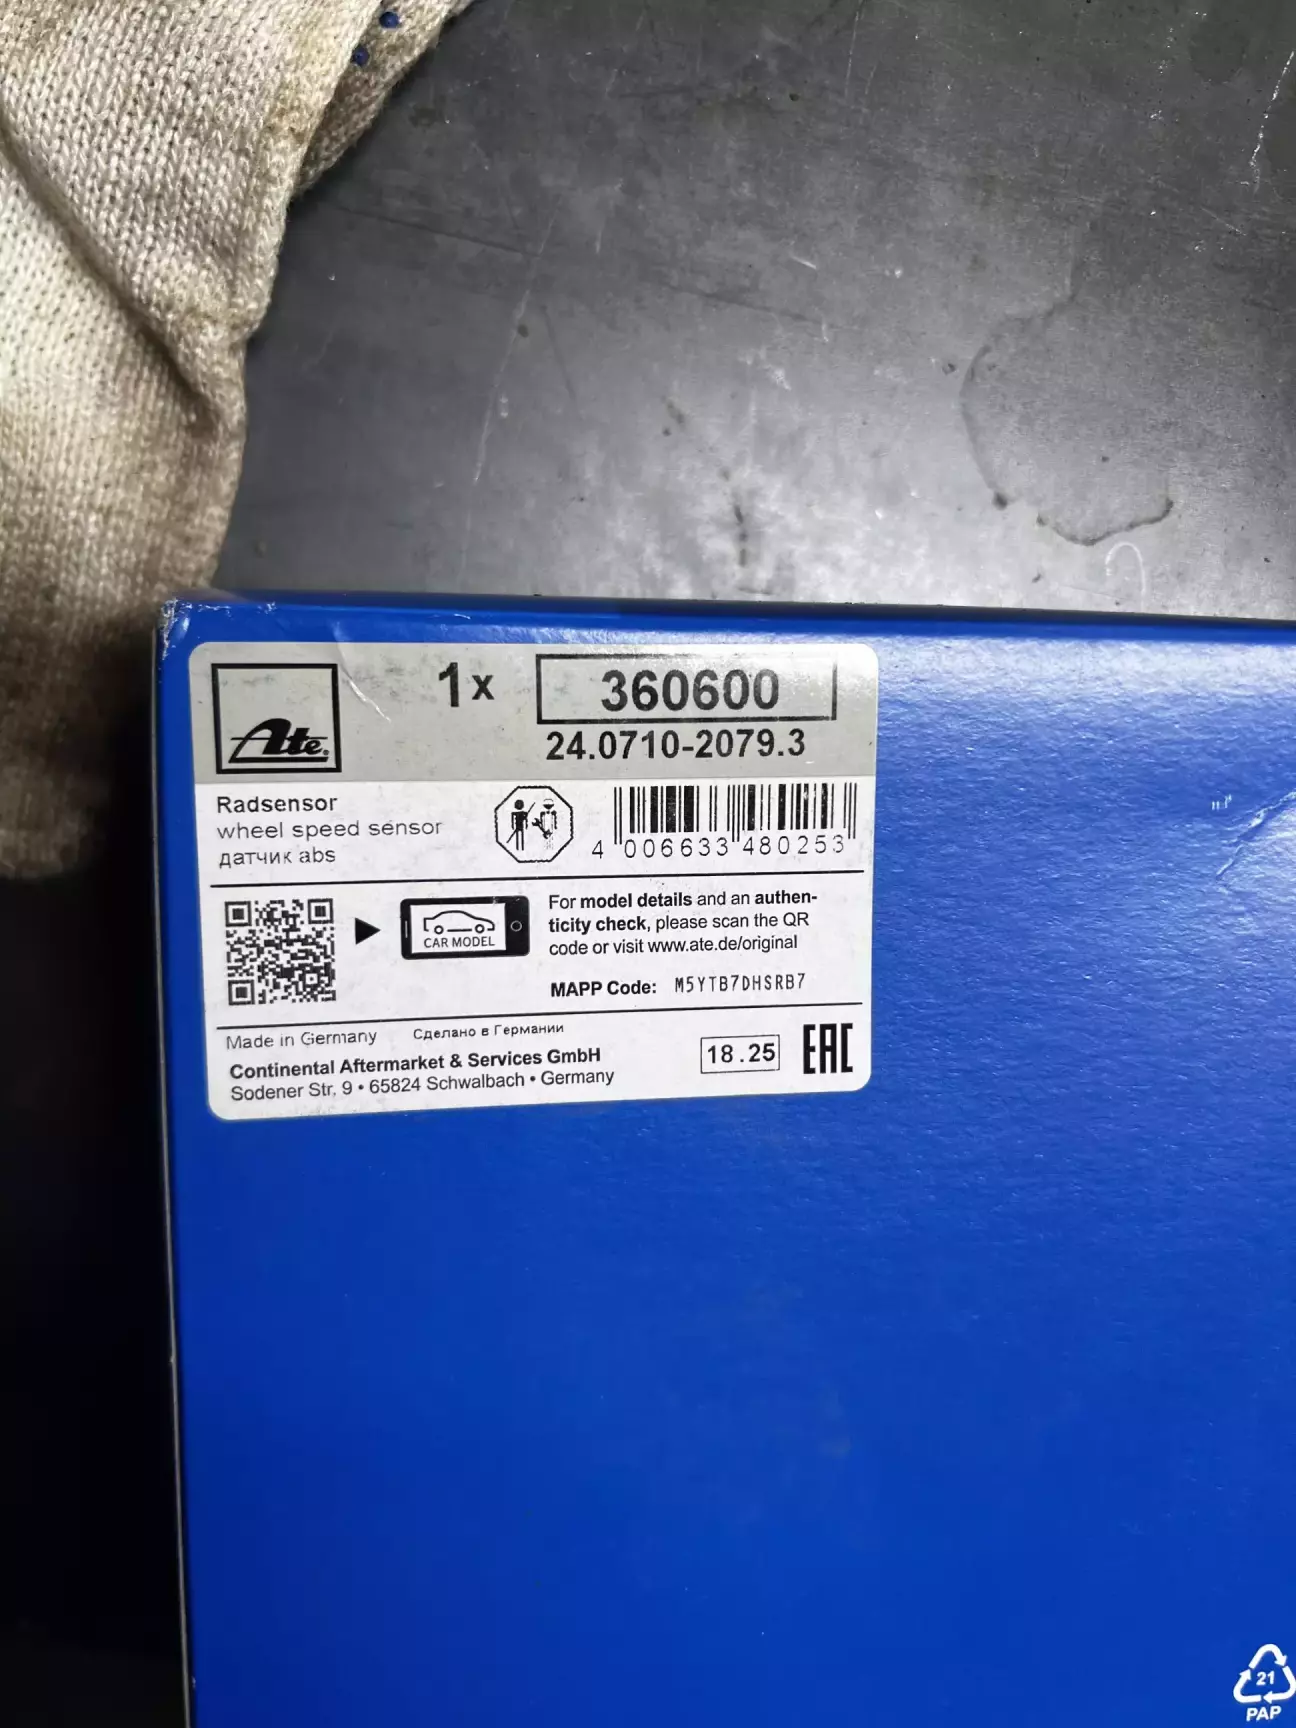 Ate
1x
360600
24.0710-2079.3
Radsensor
wheel speed sensor
датчик abs
4 006633 480253
CAR MODEL
For model details and an authen-
ticity check, please scan the QR
code or visit www.ate.de/original
MAPP Code: M5YTB7DHSRB7
Made in Germany Сделано в Германии
Continental Aftermarket & Services GmbH
Sodener Str. 9 • 65824 Schwalbach • Germany
18.25
EAC
21
PAP